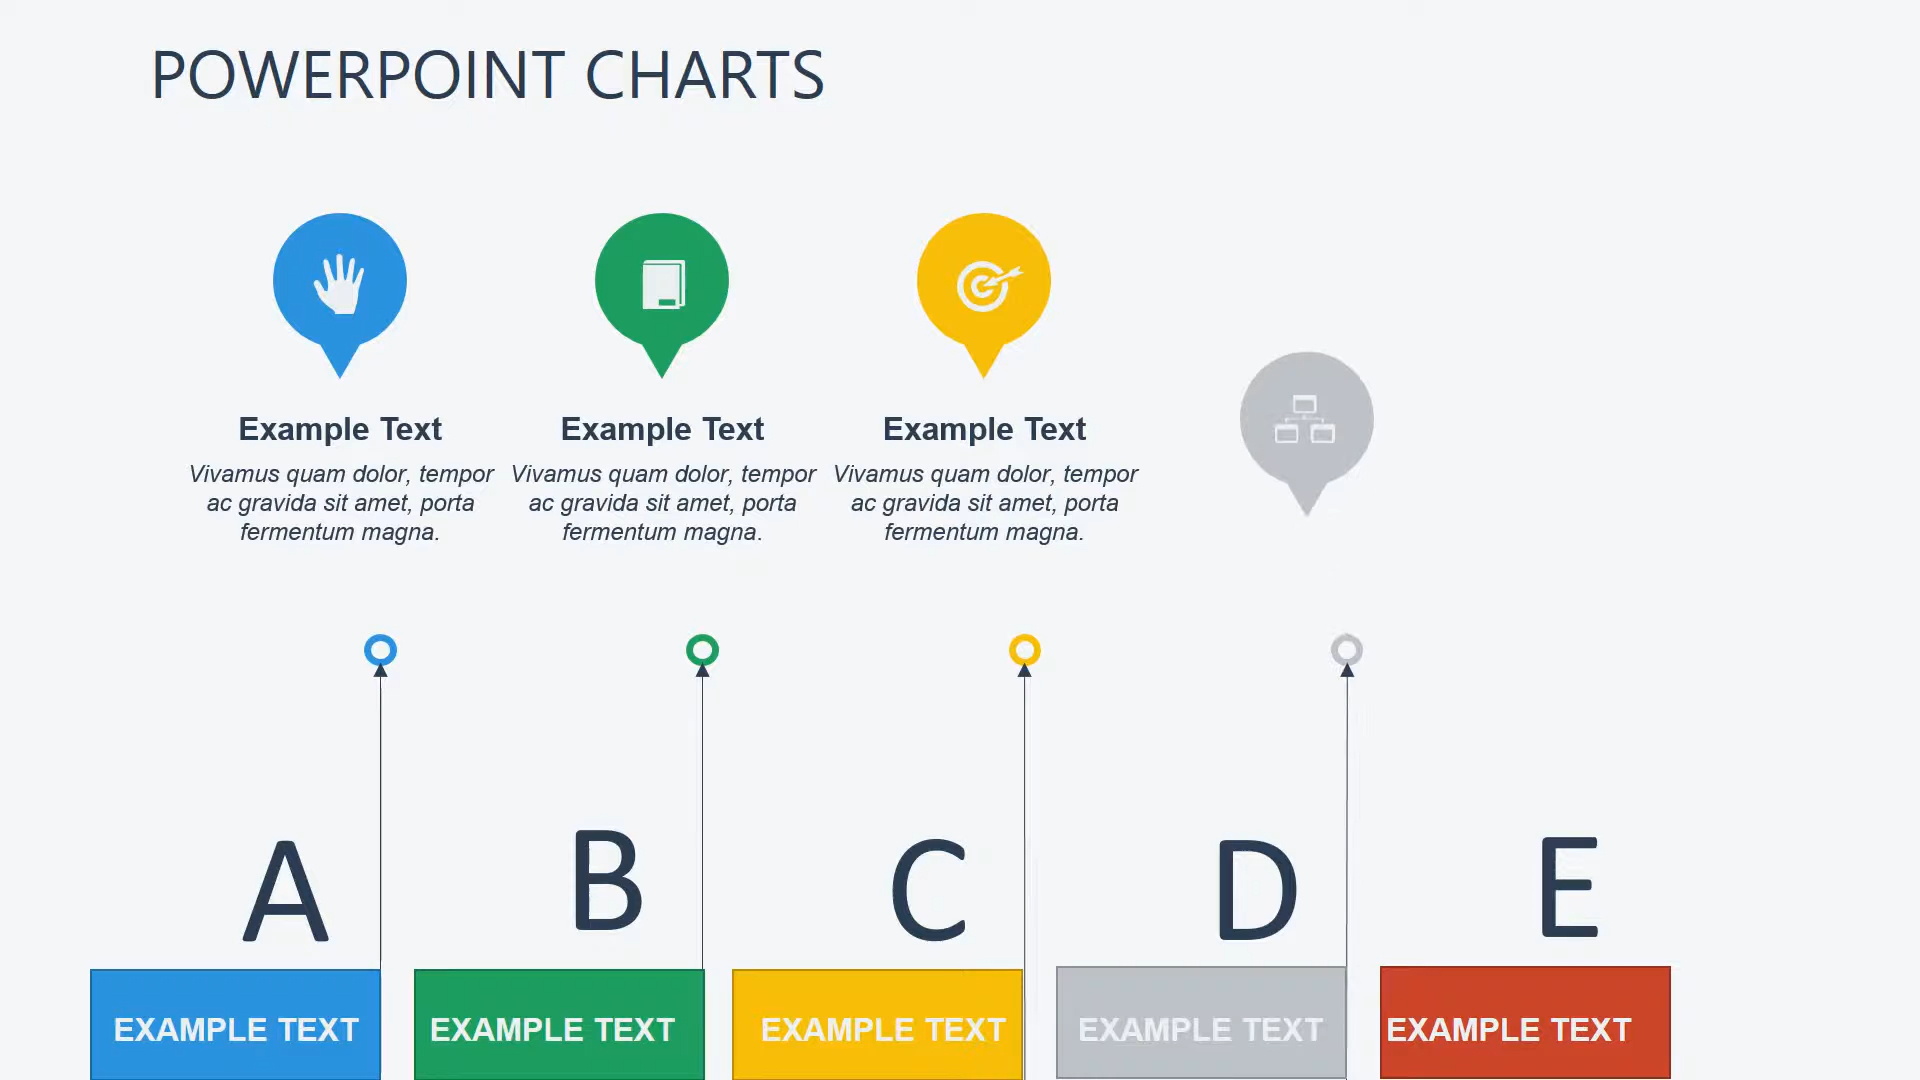 POWERPOINT CHARTS
Example Text
Vivamus quam dolor, tempor
ac gravida sit amet, porta
fermentum magna.
Example Text
Vivamus quam dolor, tempor
ac gravida sit amet, porta
fermentum magna.
Example Text
Vivamus quam dolor, tempor
ac gravida sit amet, porta
fermentum magna.
A
B
C
D
E
EXAMPLE TEXT
EXAMPLE TEXT
EXAMPLE TEXT
EXAMPLE TEXT
EXAMPLE TEXT